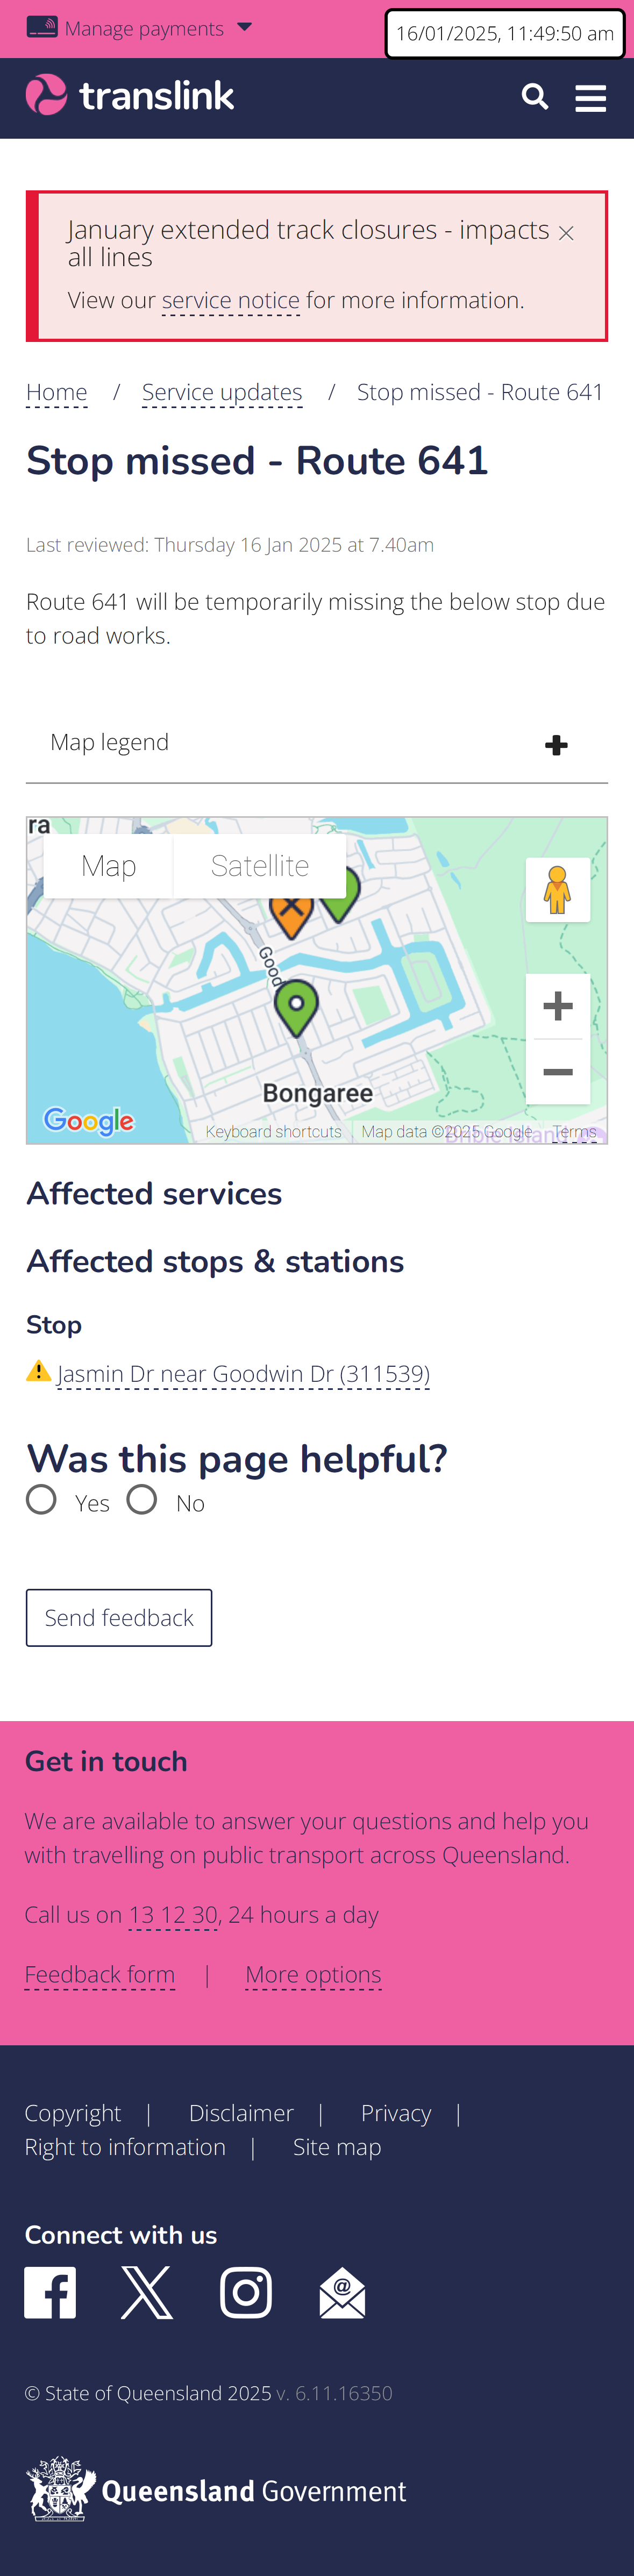 Manage payments
16/01/2025, 11:49:50 am
translink
January extended track closures - impacts
all lines
View our service notice for more information.
Home / Service updates / Stop missed - Route 641
Stop missed - Route 641
Last reviewed: Thursday 16 Jan 2025 at 7.40am
Route 641 will be temporarily missing the below stop due
to road works.
Map legend
ra
Map Satellite
Good
Bongaree
Google
Keyboard shortcuts Map data ©2025 Google Terms
Affected services
Affected stops & stations
Stop
Jasmin Dr near Goodwin Dr (311539)
Was this page helpful?
Yes No
Send feedback
Get in touch
We are available to answer your questions and help you
with travelling on public transport across Queensland.
Call us on 13 12 30, 24 hours a day
Feedback form | More options
Copyright | Disclaimer | Privacy |
Right to information | Site map
Connect with us
© State of Queensland 2025 v. 6.11.16350
Queensland Government